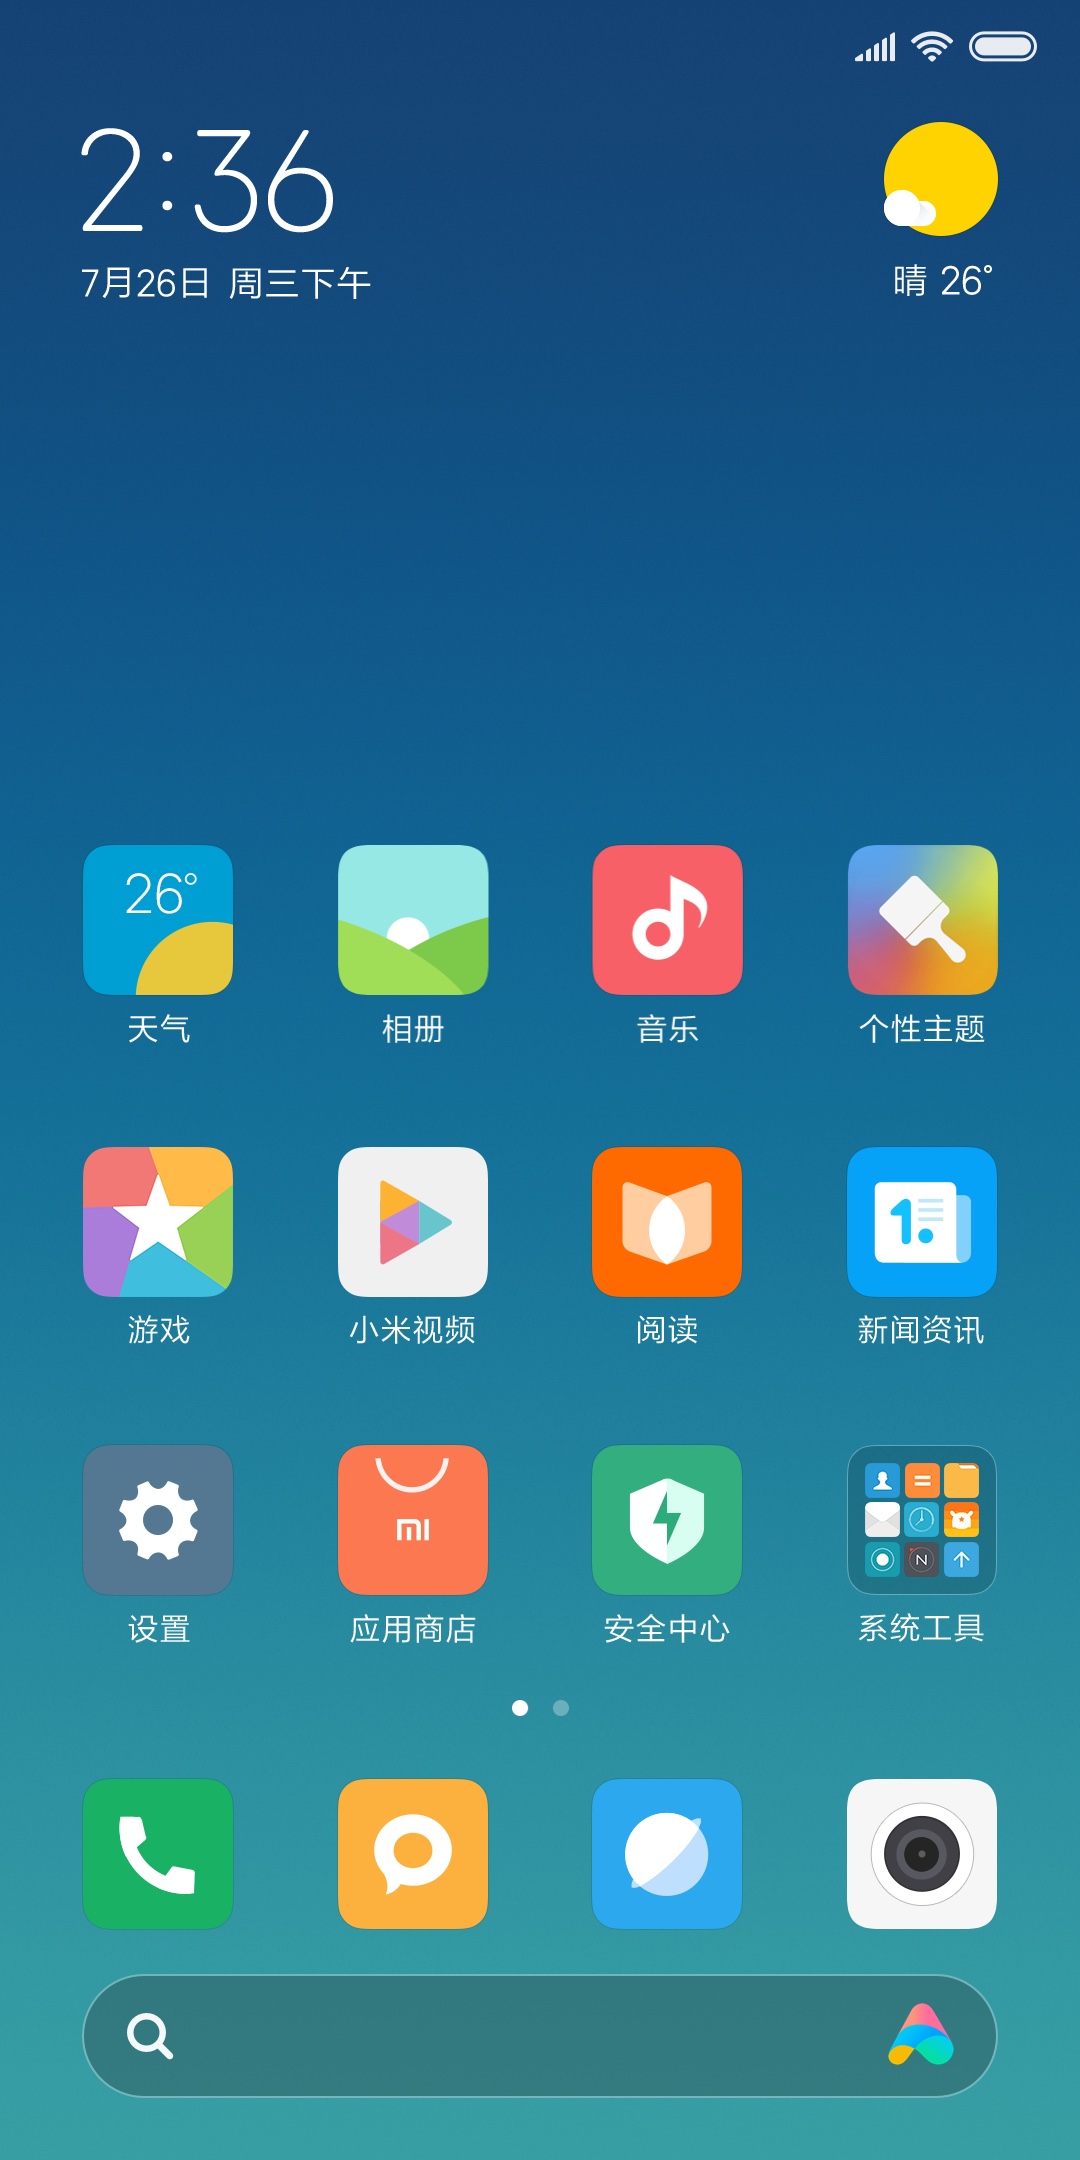 2:36
7月26日 周三下午
晴 26°
26°
天气
相册
音乐
个性主题
1.
游戏
小米视频
阅读
新闻资讯
mi
N
设置
应用商店
安全中心
系统工具